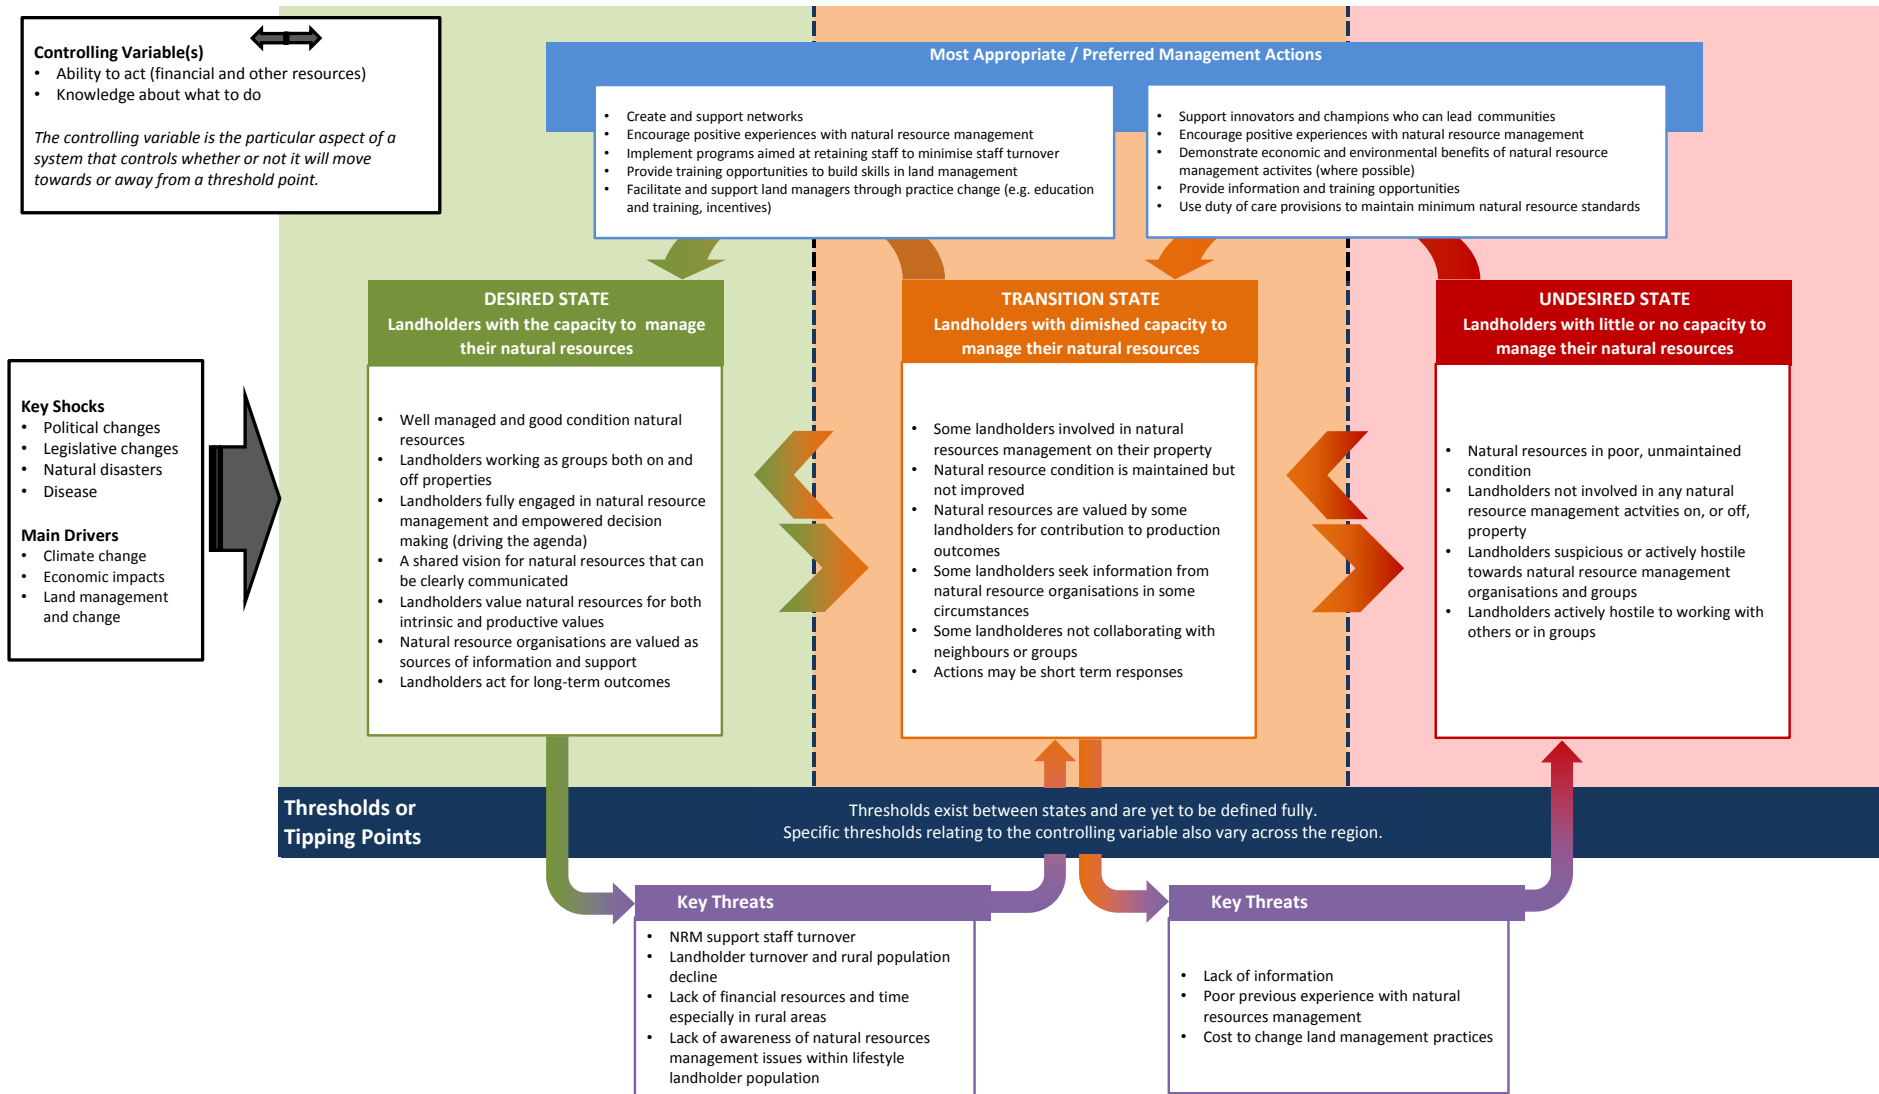 Controlling Variable(s)
• Ability to act (financial and other resources)
• Knowledge about what to do
The controlling variable is the particular aspect of a
system that controls whether or not it will move
towards or away from a threshold point.
Most Appropriate / Preferred Management Actions
• Create and support networks
• Encourage positive experiences with natural resource management
• Implement programs aimed at retaining staff to minimise staff turnover
• Provide training opportunities to build skills in land management
• Facilitate and support land managers through practice change (e.g. education
and training, incentives)
• Support innovators and champions who can lead communities
• Encourage positive experiences with natural resource management
• Demonstrate economic and environmental benefits of natural resource
management activites (where possible)
• Provide information and training opportunities
• Use duty of care provisions to maintain minimum natural resource standards
Key Shocks
• Political changes
• Legislative changes
• Natural disasters
• Disease
Main Drivers
• Climate change
• Economic impacts
• Land management
and change
DESIRED STATE
Landholders with the capacity to manage
their natural resources
• Well managed and good condition natural
resources
• Landholders working as groups both on and
off properties
• Landholders fully engaged in natural resource
management and empowered decision
making (driving the agenda)
• A shared vision for natural resources that can
be clearly communicated
• Landholders value natural resources for both
intrinsic and productive values
• Natural resource organisations are valued as
sources of information and support
• Landholders act for long-term outcomes
TRANSITION STATE
Landholders with dimished capacity to
manage their natural resources
• Some landholders involved in natural
resources management on their property
• Natural resource condition is maintained but
not improved
• Natural resources are valued by some
landholders for contribution to production
outcomes
• Some landholders seek information from
natural resource organisations in some
circumstances
• Some landholderes not collaborating with
neighbours or groups
• Actions may be short term responses
UNDESIRED STATE
Landholders with little or no capacity to
manage their natural resources
• Natural resources in poor, unmaintained
condition
• Landholders not involved in any natural
resource management actvities on, or off,
property
• Landholders suspicious or actively hostile
towards natural resource management
organisations and groups
• Landholders actively hostile to working with
others or in groups
Thresholds or
Tipping Points
Thresholds exist between states and are yet to be defined fully.
Specific thresholds relating to the controlling variable also vary across the region.
Key Threats
• NRM support staff turnover
• Landholder turnover and rural population
decline
• Lack of financial resources and time
especially in rural areas
• Lack of awareness of natural resources
management issues within lifestyle
landholder population
Key Threats
• Lack of information
• Poor previous experience with natural
resources management
• Cost to change land management practices